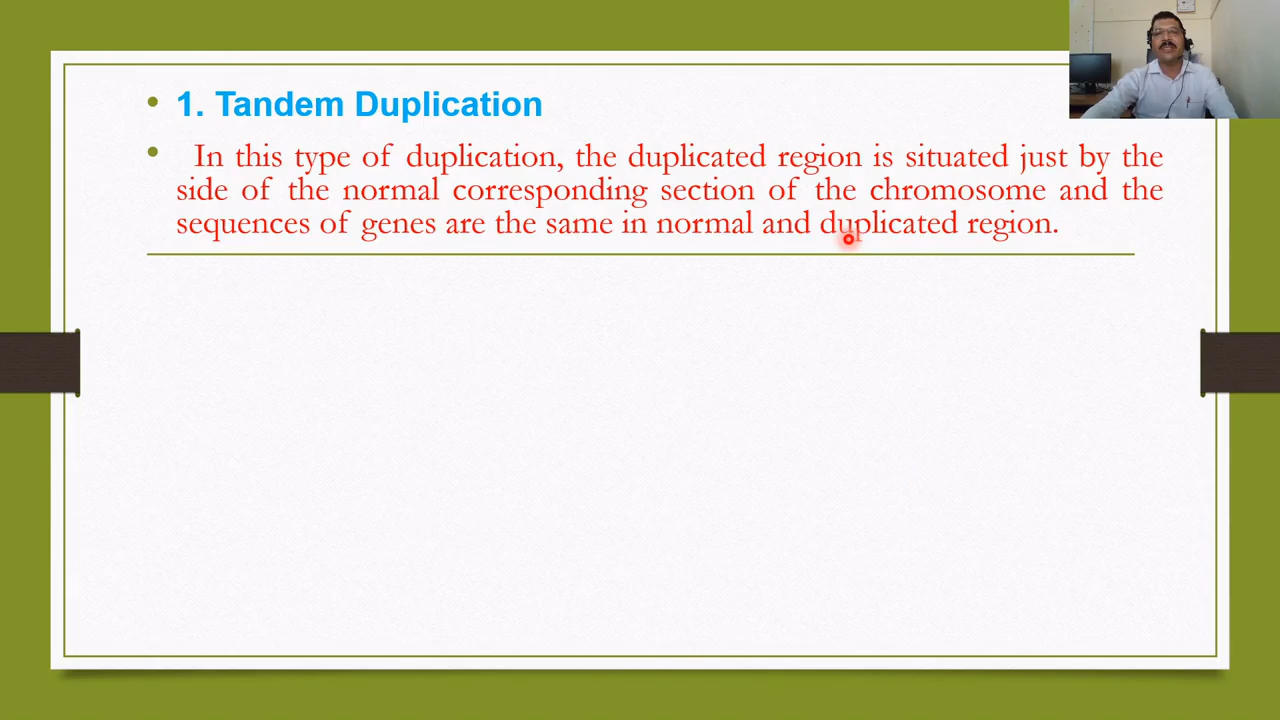 1. Tandem Duplication
In this type of duplication, the duplicated region is situated just by the
side of the normal corresponding section of the chromosome and the
sequences of genes are the same in normal and duplicated region.